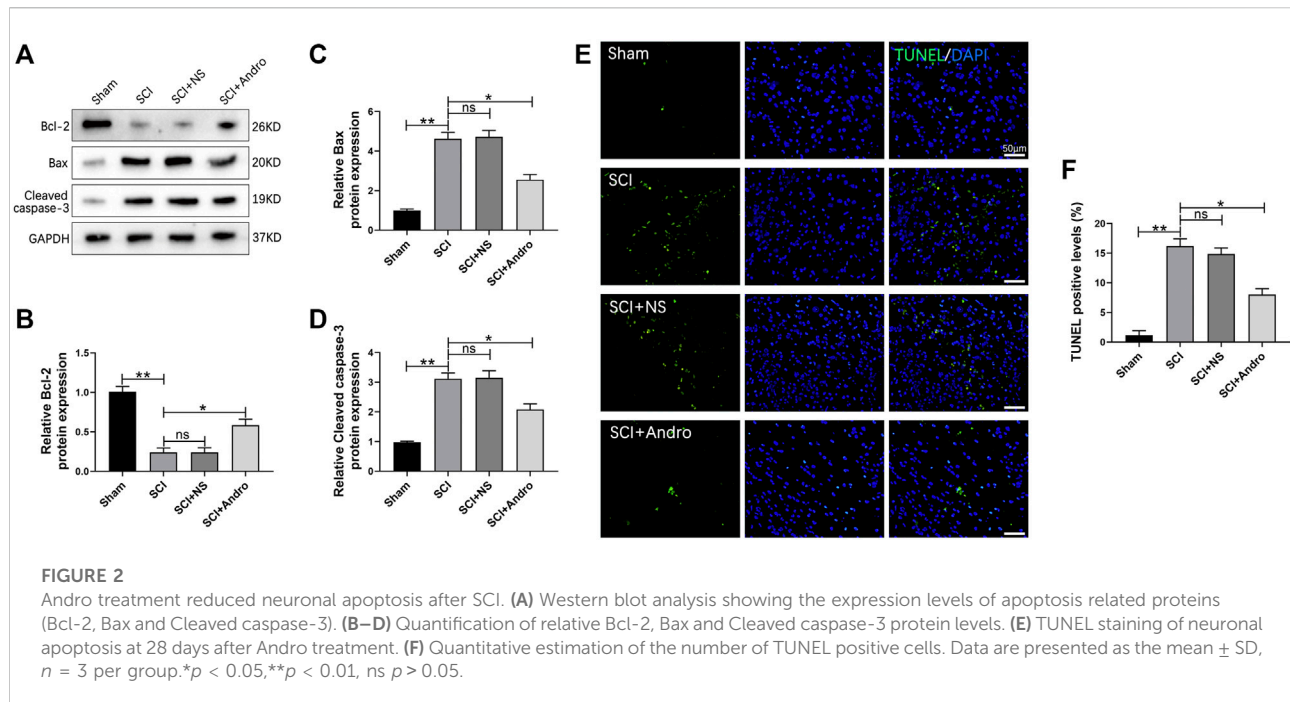 A
Sham SCI SCI+NS SCI+Andro
Bcl-2 26KD
Bax 20KD
Cleaved
caspase-3 19KD
GAPDH 37KD
B
Relative Bcl-2
protein expression
1.5
1.0
0.5
0.0
**
*
ns
Sham SCI SCI+NS SCI+Andro
C
Relative Bax
protein expression
8
6
4
2
0
*
ns
**
Sham SCI SCI+NS SCI+Andro
D
Relative Cleaved caspase-3
protein expression
4
3
2
1
0
*
ns
**
Sham SCI SCI+NS SCI+Andro
E
Sham
TUNEL/DAPI
50μm
SCI
SCI+NS
SCI+Andro
F
TUNEL positive levels (%)
20
15
10
5
0
*
ns
**
Sham SCI SCI+NS SCI+Andro
FIGURE 2
Andro treatment reduced neuronal apoptosis after SCI. (A) Western blot analysis showing the expression levels of apoptosis related proteins
(Bcl-2, Bax and Cleaved caspase-3). (B–D) Quantification of relative Bcl-2, Bax and Cleaved caspase-3 protein levels. (E) TUNEL staining of neuronal
apoptosis at 28 days after Andro treatment. (F) Quantitative estimation of the number of TUNEL positive cells. Data are presented as the mean ± SD,
n = 3 per group.*p < 0.05,**p < 0.01, ns p > 0.05.